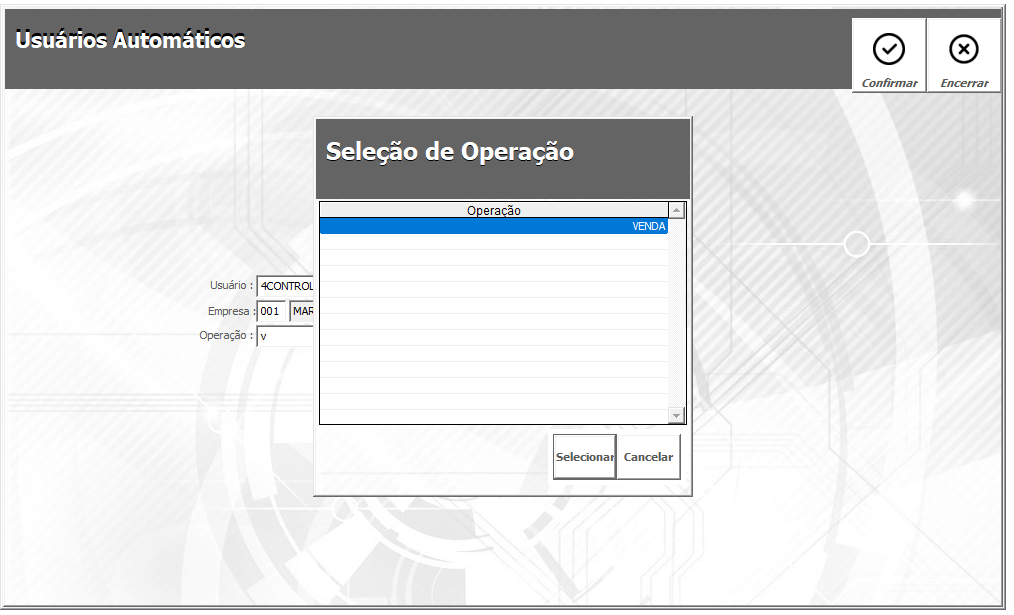 Usuários Automáticos
Confirmar
Encerrar
Seleção de Operação
Operação
VENDA
Usuário : 4CONTROL
Empresa : 001 MAR
Operação : v
Selecionar
Cancelar